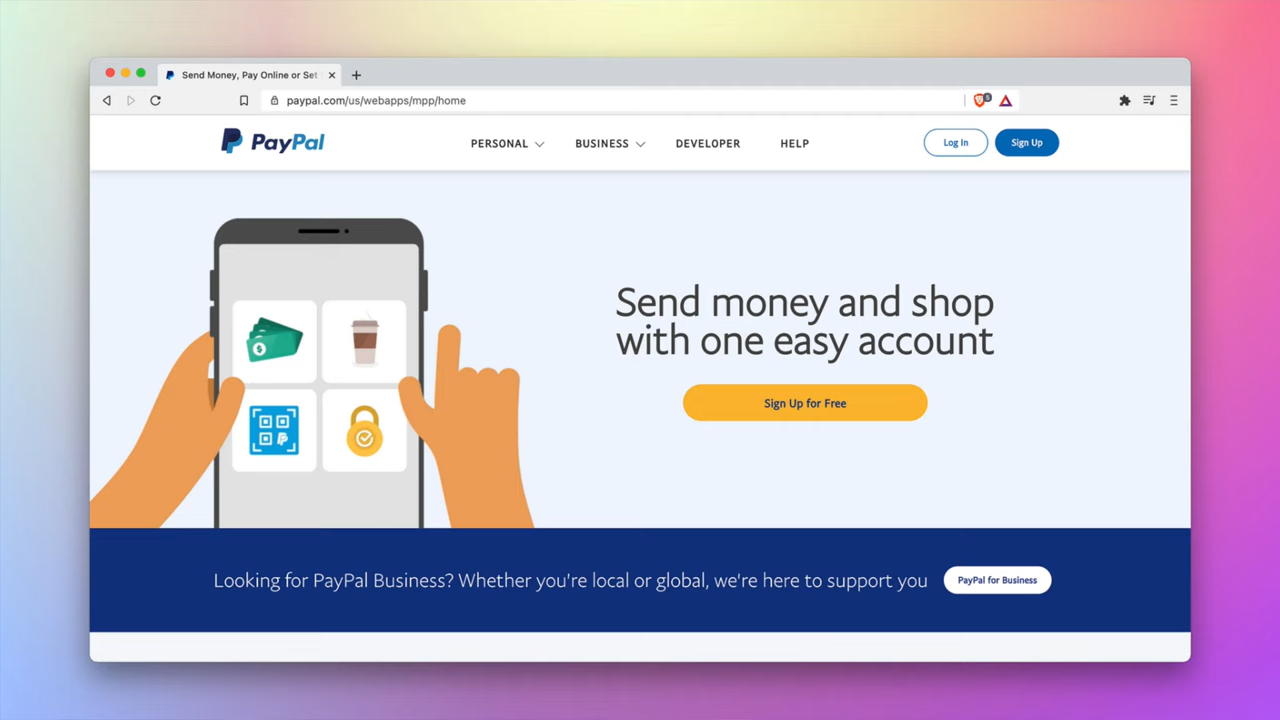 Send Money, Pay Online or Set
paypal.com/us/webapps/mpp/home
PayPal
PERSONAL
BUSINESS
DEVELOPER
HELP
Log In
Sign Up
Send money and shop
with one easy account
Sign Up for Free
Looking for PayPal Business? Whether you're local or global, we're here to support you
PayPal for Business